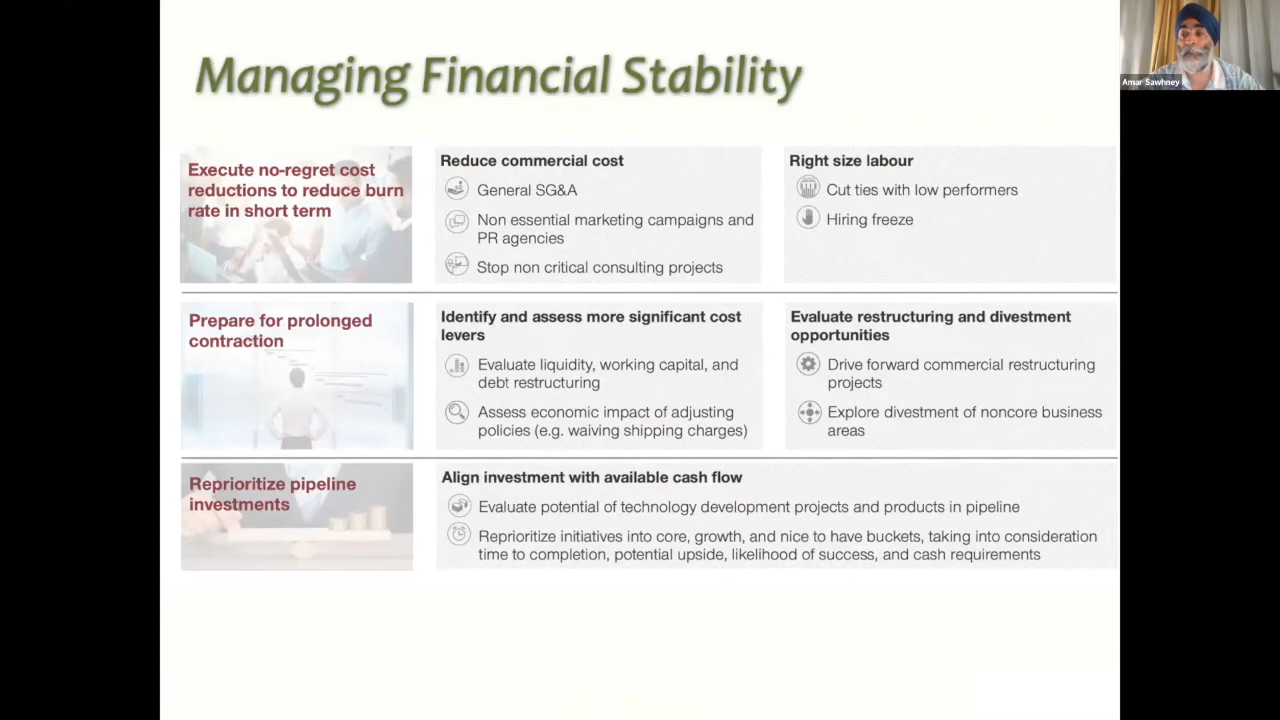 Managing Financial Stability
Amar Sawhney
Execute no-regret cost
reductions to reduce burn
rate in short term
Reduce commercial cost
General SG&A
Non essential marketing campaigns and
PR agencies
Stop non critical consulting projects
Right size labour
Cut ties with low performers
Hiring freeze
Prepare for prolonged
contraction
Identify and assess more significant cost
levers
Evaluate liquidity, working capital, and
debt restructuring
Assess economic impact of adjusting
policies (e.g. waiving shipping charges)
Evaluate restructuring and divestment
opportunities
Drive forward commercial restructuring
projects
Explore divestment of noncore business
areas
Reprioritize pipeline
investments
Align investment with available cash flow
Evaluate potential of technology development projects and products in pipeline
Reprioritize initiatives into core, growth, and nice to have buckets, taking into consideration
time to completion, potential upside, likelihood of success, and cash requirements